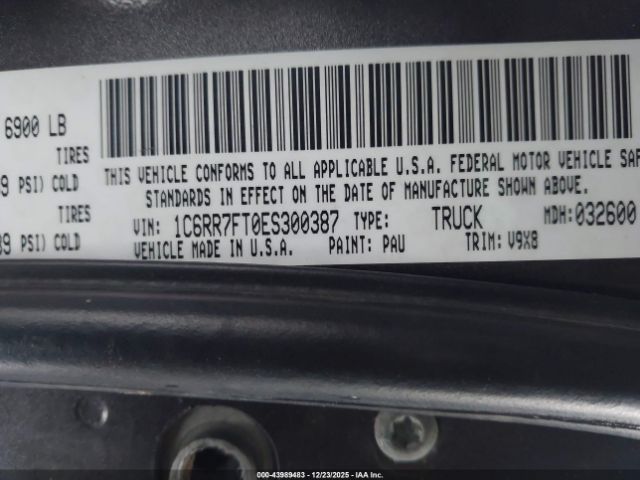 6900 LB
TIRES
THIS VEHICLE CONFORMS TO ALL APPLICABLE U.S.A. FEDERAL MOTOR VEHICLE
PSI) COLD
STANDARDS IN EFFECT ON THE DATE OF MANUFACTURE SHOWN ABOVE.
TIRES
VIN: 1C6RR7FT0ES300387 TYPE: TRUCK MDH: 032600
PSI) COLD
VEHICLE MADE IN U.S.A. PAINT: PAU TRIM: V9X8
000-43989483 - 12/23/2025 - IAA Inc.